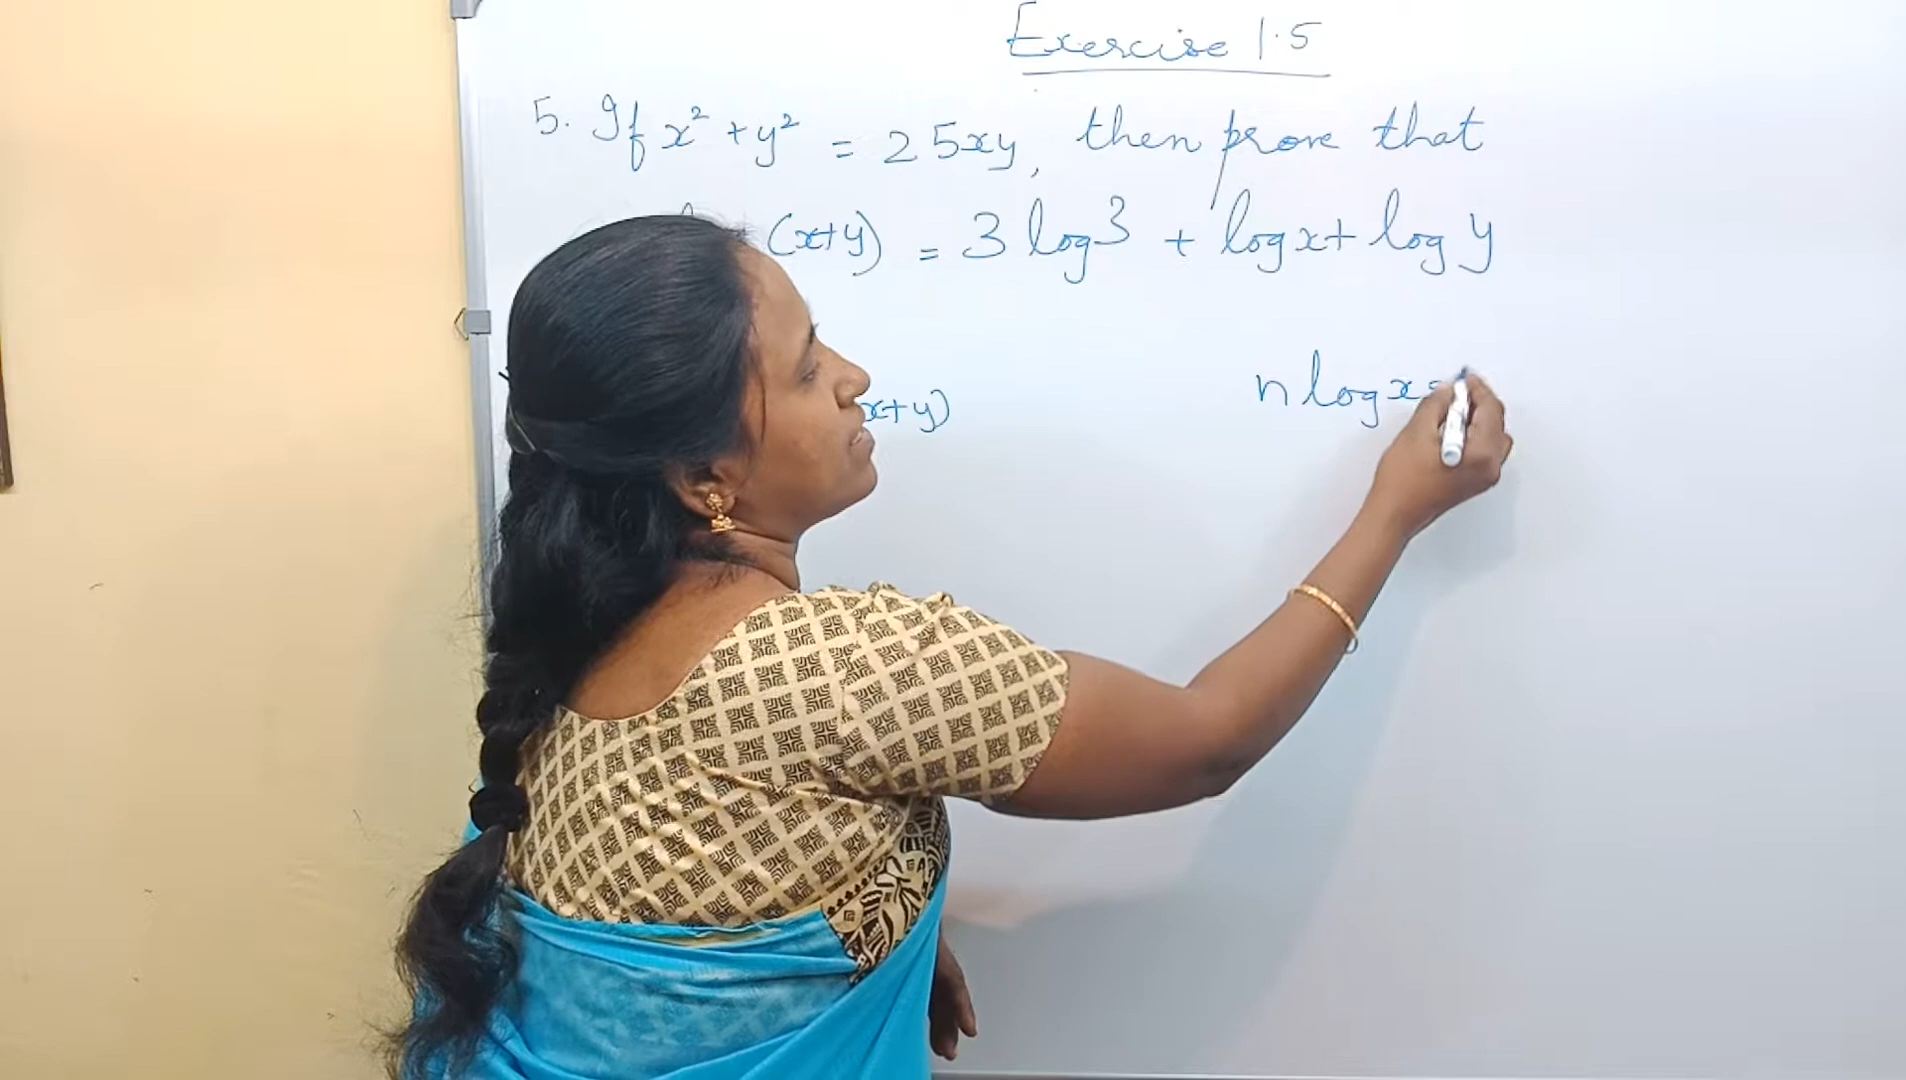 Exercise 1.5
5. If x² + y² = 25xy, then prove that
(x+y) = 3 log 3 + log x + log y
x+y)
n log x =